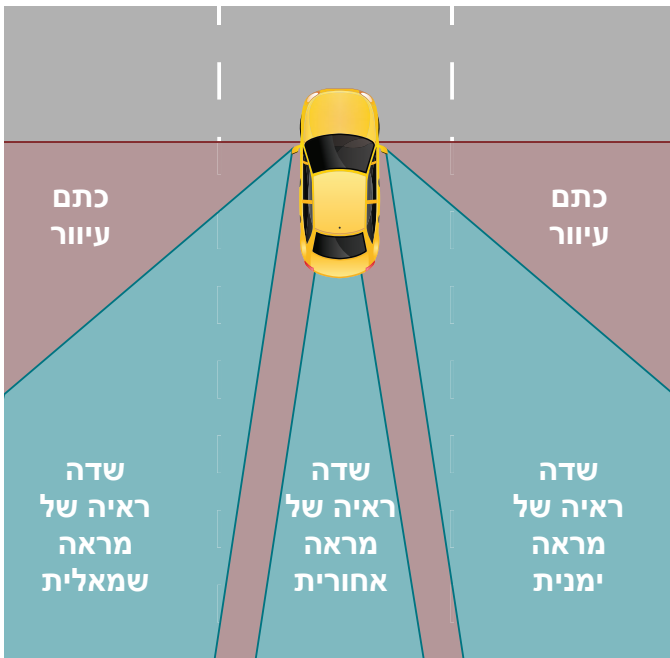 כתם
עיוור
כתם
עיוור
שדה
ראיה של
מראה
ימנית
שדה
ראיה של
מראה
אחורית
שדה
ראיה של
מראה
שמאלית